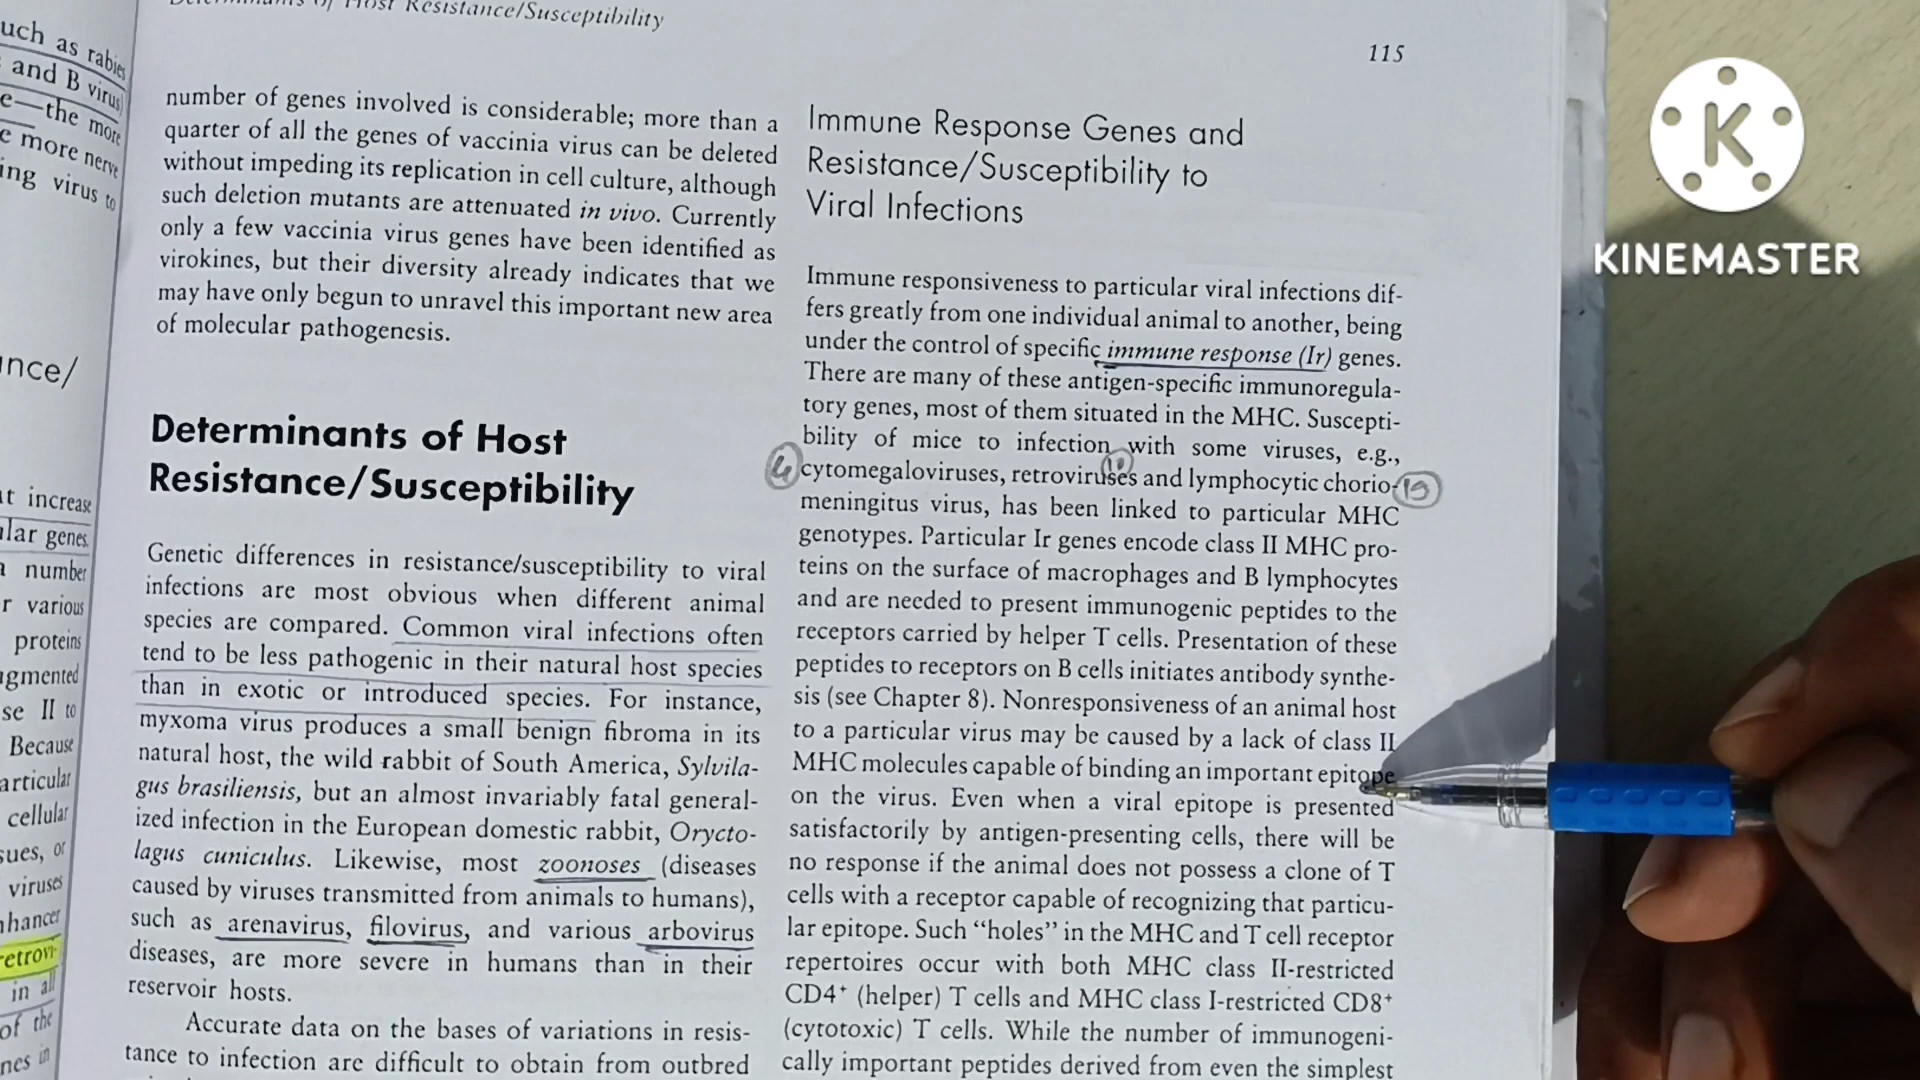 Determinants of Host Resistance/Susceptibility
115
uch as rabies
and B virus)
e—the more
e more nerve
ing virus to
nce/
at increase
ular genes.
a number
r various
proteins
gmented
se II to
Because
articular
cellular
sues, or
viruses
nhancer
retrovi-
in all
of the
nes in
number of genes involved is considerable; more than a
quarter of all the genes of vaccinia virus can be deleted
without impeding its replication in cell culture, although
such deletion mutants are attenuated in vivo. Currently
only a few vaccinia virus genes have been identified as
virokines, but their diversity already indicates that we
may have only begun to unravel this important new area
of molecular pathogenesis.
Determinants of Host
Resistance/Susceptibility
Genetic differences in resistance/susceptibility to viral
infections are most obvious when different animal
species are compared. Common viral infections often
tend to be less pathogenic in their natural host species
than in exotic or introduced species. For instance,
myxoma virus produces a small benign fibroma in its
natural host, the wild rabbit of South America, Sylvila-
gus brasiliensis, but an almost invariably fatal general-
ized infection in the European domestic rabbit, Orycto-
lagus cuniculus. Likewise, most zoonoses (diseases
caused by viruses transmitted from animals to humans),
such as arenavirus, filovirus, and various arbovirus
diseases, are more severe in humans than in their
reservoir hosts.
Accurate data on the bases of variations in resis-
tance to infection are difficult to obtain from outbred
Immune Response Genes and
Resistance/Susceptibility to
Viral Infections
Immune responsiveness to particular viral infections dif-
fers greatly from one individual animal to another, being
under the control of specific immune response (Ir) genes.
There are many of these antigen-specific immunoregula-
tory genes, most of them situated in the MHC. Suscepti-
bility of mice to infection with some viruses, e.g.,
cytomegaloviruses, retroviruses and lymphocytic chorio-
meningitus virus, has been linked to particular MHC
genotypes. Particular Ir genes encode class II MHC pro-
teins on the surface of macrophages and B lymphocytes
and are needed to present immunogenic peptides to the
receptors carried by helper T cells. Presentation of these
peptides to receptors on B cells initiates antibody synthe-
sis (see Chapter 8). Nonresponsiveness of an animal host
to a particular virus may be caused by a lack of class II
MHC molecules capable of binding an important epitope
on the virus. Even when a viral epitope is presented
satisfactorily by antigen-presenting cells, there will be
no response if the animal does not possess a clone of T
cells with a receptor capable of recognizing that particu-
lar epitope. Such “holes” in the MHC and T cell receptor
repertoires occur with both MHC class II-restricted
CD4⁺ (helper) T cells and MHC class I-restricted CD8⁺
(cytotoxic) T cells. While the number of immunogeni-
cally important peptides derived from even the simplest
K
KINEMASTER